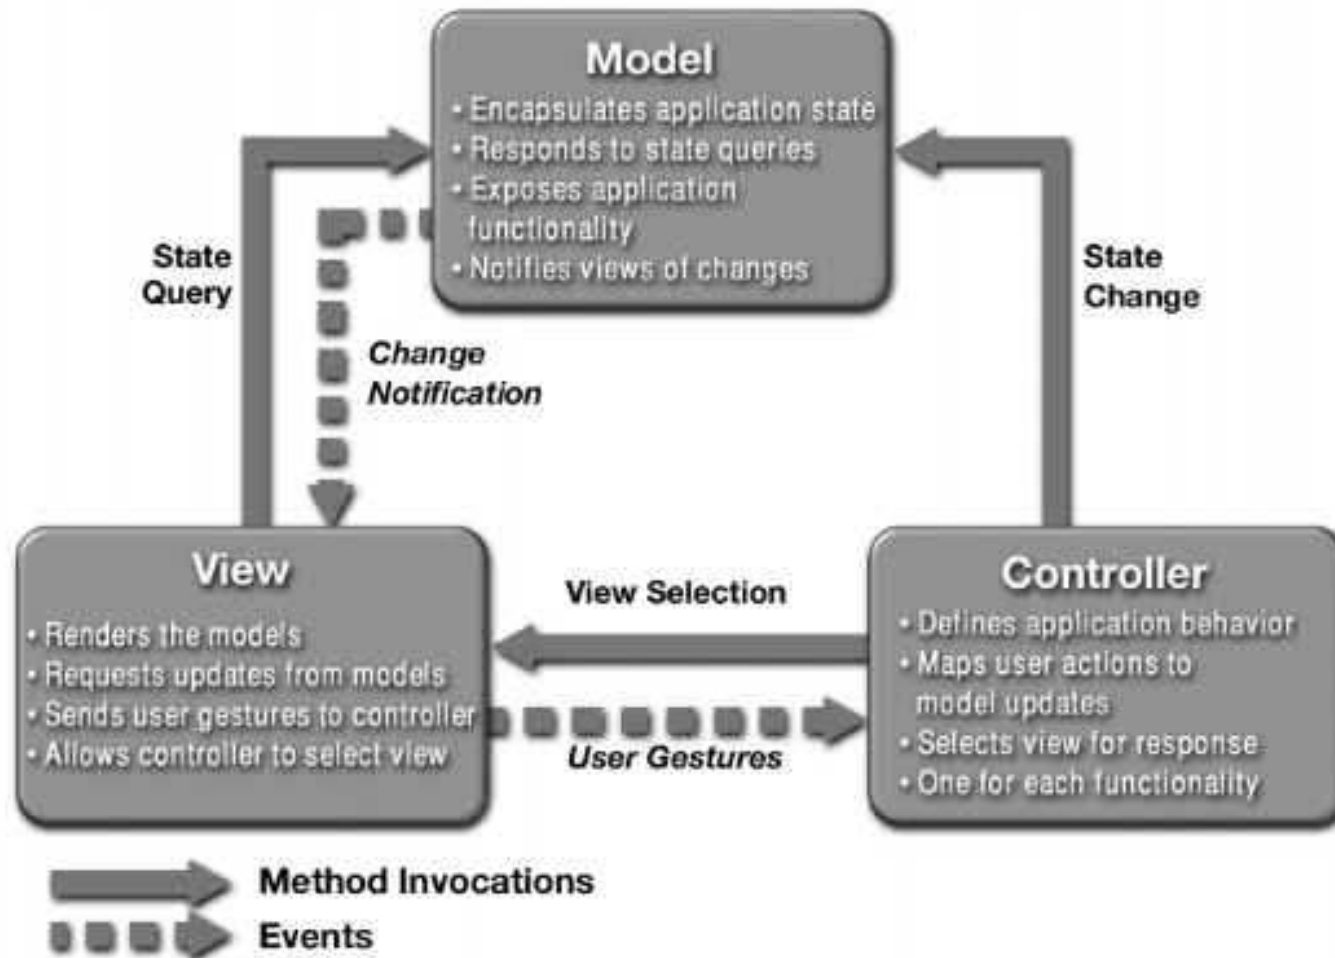 Model
• Encapsulates application state
• Responds to state queries
• Exposes application
functionality
• Notifies views of changes
State
Query
Change
Notification
State
Change
View
• Renders the models
• Requests updates from models
• Sends user gestures to controller
• Allows controller to select view
View Selection
User Gestures
Controller
• Defines application behavior
• Maps user actions to
model updates
• Selects view for response
• One for each functionality
Method Invocations
Events